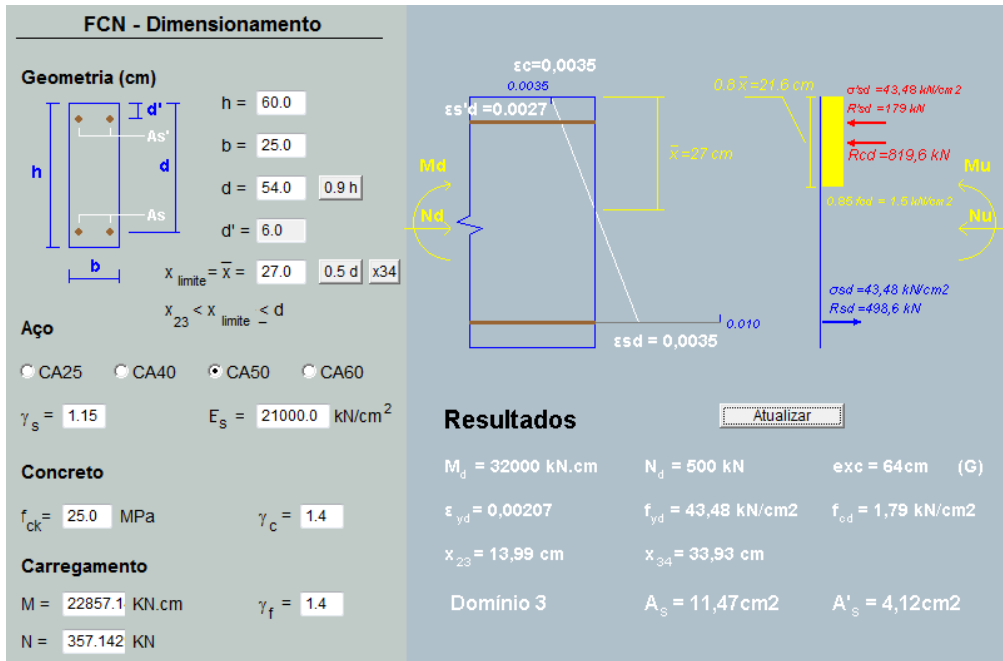 FCN - Dimensionamento
Geometria (cm)
d'
As'
h
d
As
b
h = 60.0
b = 25.0
d = 54.0 0.9 h
d' = 6.0
x limite = x̅ = 27.0 0.5 d x34
x23 < x limite ≤ d
Aço
CA25 CA40 CA50 CA60
γs = 1.15 Es = 21000.0 kN/cm2
Concreto
fck= 25.0 MPa γc = 1.4
Carregamento
M = 22857.1 KN.cm γf = 1.4
N = 357.142 KN
εc=0,0035
0.0035
εs'd =0.0027
0.8 x̅ =21.6 cm
σ'sd =43,48 kN/cm2
R'sd =179 kN
x̅ =27 cm
Rcd =819,6 kN
Md
Mu
0.85 fcd = 1.5 kN/cm2
Nd
Nu
σsd =43,48 kN/cm2
Rsd =498,6 kN
0.010
εsd = 0,0035
Resultados Atualizar
Md = 32000 kN.cm Nd = 500 kN exc = 64cm (G)
εyd = 0,00207 fyd = 43,48 kN/cm2 fcd = 1,79 kN/cm2
x23 = 13,99 cm x34 = 33,93 cm
Domínio 3 As = 11,47cm2 A's = 4,12cm2